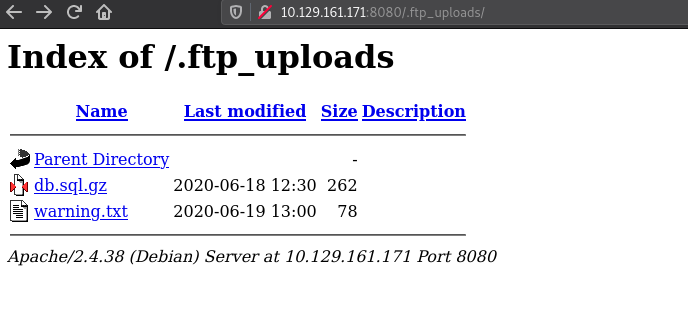 10.129.161.171:8080/.ftp_uploads/
Index of /.ftp_uploads
Name Last modified Size Description
Parent Directory -
db.sql.gz 2020-06-18 12:30 262
warning.txt 2020-06-19 13:00 78
Apache/2.4.38 (Debian) Server at 10.129.161.171 Port 8080